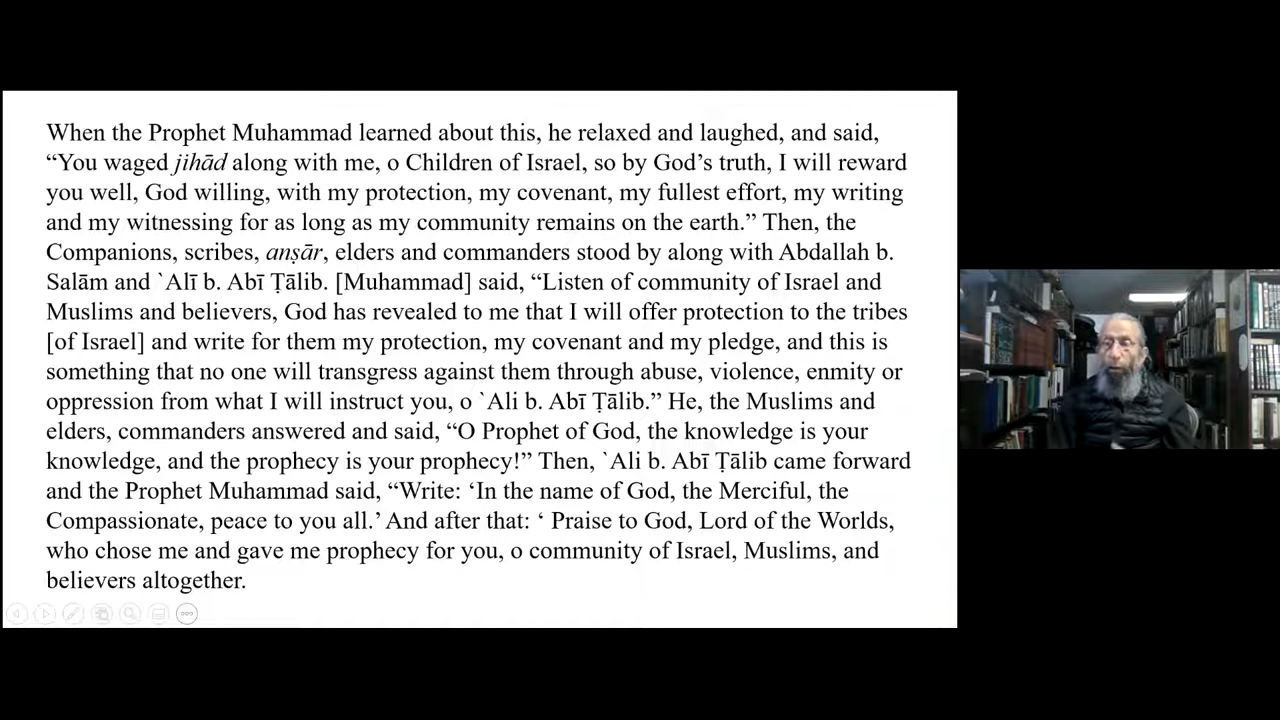 When the Prophet Muhammad learned about this, he relaxed and laughed, and said,
“You waged jihād along with me, o Children of Israel, so by God’s truth, I will reward
you well, God willing, with my protection, my covenant, my fullest effort, my writing
and my witnessing for as long as my community remains on the earth.” Then, the
Companions, scribes, anṣār, elders and commanders stood by along with Abdallah b.
Salām and `Alī b. Abī Ṭālib. [Muhammad] said, “Listen of community of Israel and
Muslims and believers, God has revealed to me that I will offer protection to the tribes
[of Israel] and write for them my protection, my covenant and my pledge, and this is
something that no one will transgress against them through abuse, violence, enmity or
oppression from what I will instruct you, o `Ali b. Abī Ṭālib.” He, the Muslims and
elders, commanders answered and said, “O Prophet of God, the knowledge is your
knowledge, and the prophecy is your prophecy!” Then, `Ali b. Abī Ṭālib came forward
and the Prophet Muhammad said, “Write: ‘In the name of God, the Merciful, the
Compassionate, peace to you all.’ And after that: ‘ Praise to God, Lord of the Worlds,
who chose me and gave me prophecy for you, o community of Israel, Muslims, and
believers altogether.